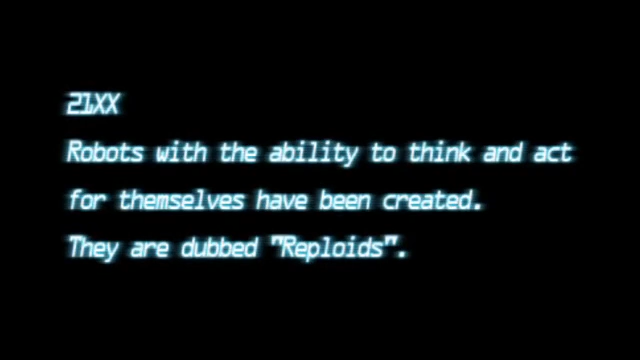 21XX
Robots with the ability to think and act
for themselves have been created.
They are dubbed "Reploids".